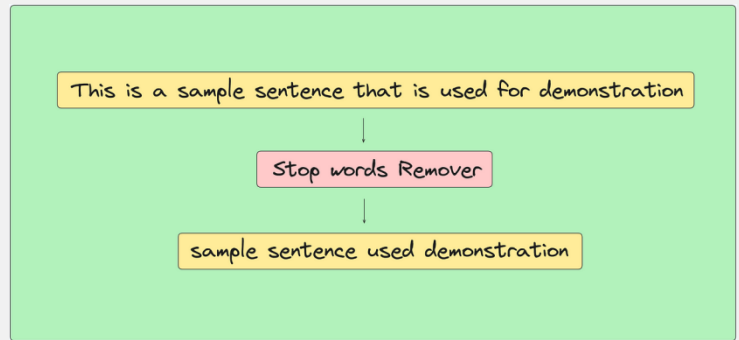 This is a sample sentence that is used for demonstration
Stop words Remover
sample sentence used demonstration